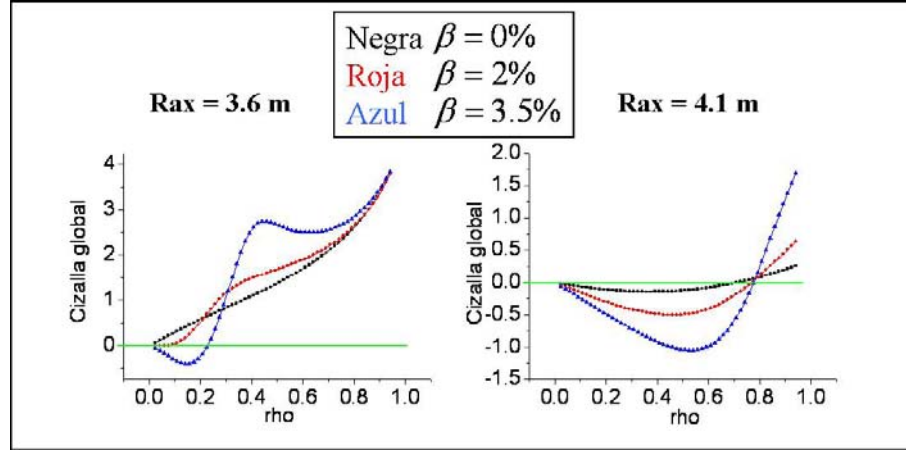 Negra β = 0%
Roja β = 2%
Azul β = 3.5%
Rax = 3.6 m
Rax = 4.1 m
Cizalla global
4
3
2
1
0
0.0 0.2 0.4 0.6 0.8 1.0
rho
Cizalla global
2.0
1.5
1.0
0.5
0.0
-0.5
-1.0
-1.5
0.0 0.2 0.4 0.6 0.8 1.0
rho